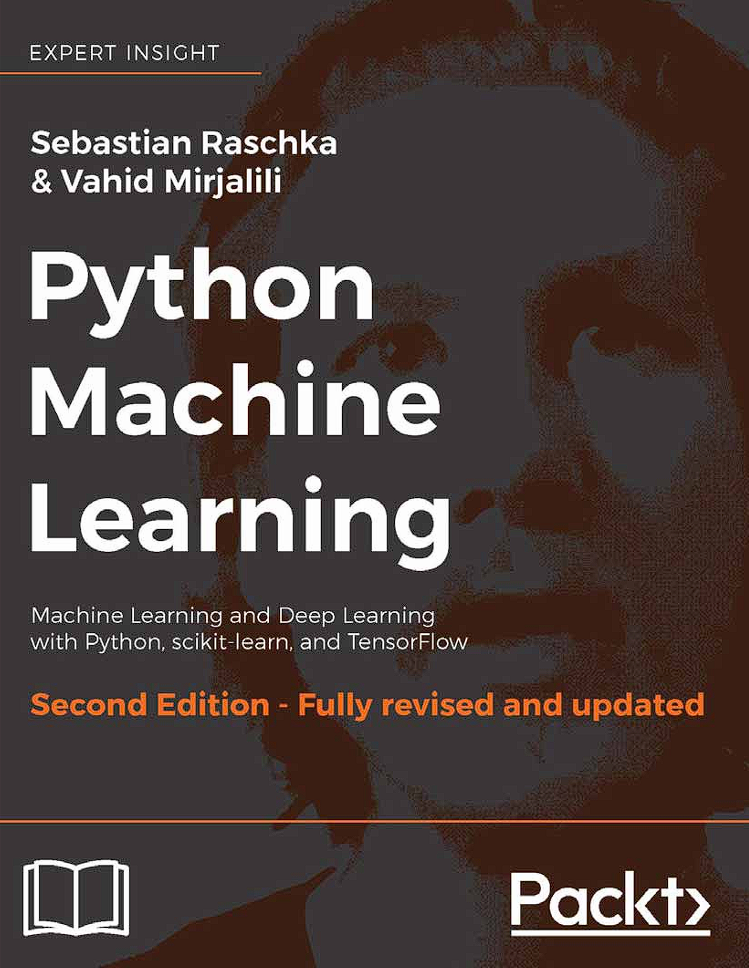 EXPERT INSIGHT
Sebastian Raschka
& Vahid Mirjalili
Python
Machine
Learning
Machine Learning and Deep Learning
with Python, scikit-learn, and TensorFlow
Second Edition - Fully revised and updated
Packt>